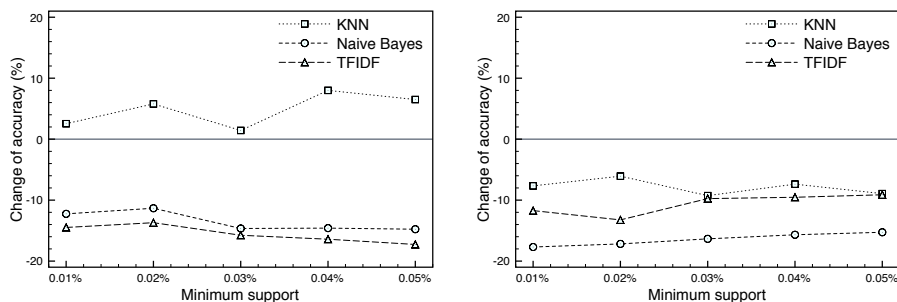 20
10
0
-10
-20
Change of accuracy (%)
KNN
Naive Bayes
TFIDF
0.01% 0.02% 0.03% 0.04% 0.05%
Minimum support
20
10
0
-10
-20
Change of accuracy (%)
KNN
Naive Bayes
TFIDF
0.01% 0.02% 0.03% 0.04% 0.05%
Minimum support